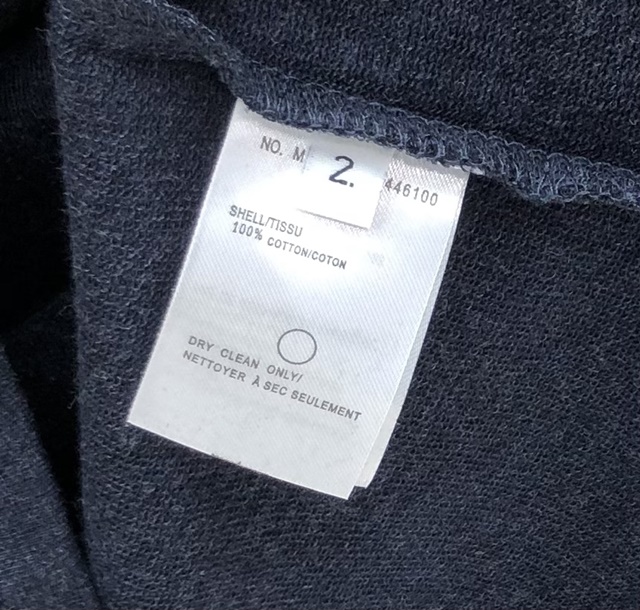 NO. M 2. 446100
SHELL/TISSU
100% COTTON/COTON
DRY CLEAN ONLY/
NETTOYER À SEC SEULEMENT